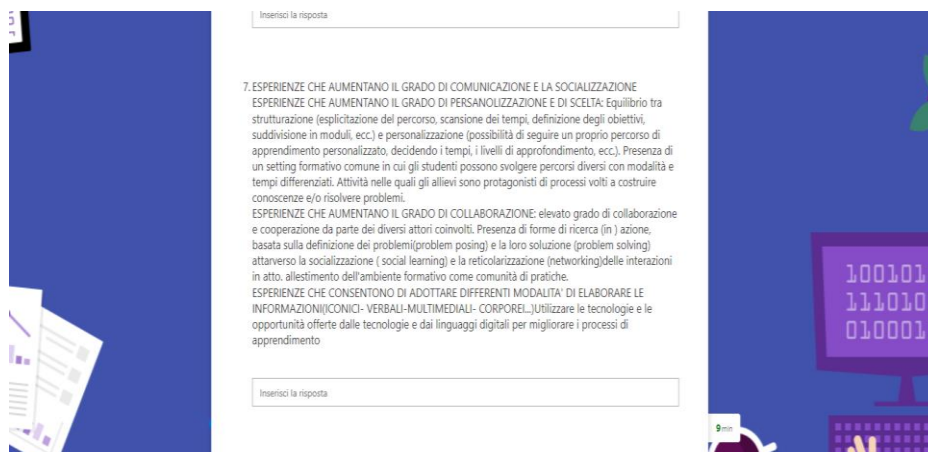 Inserisci la risposta
7. ESPERIENZE CHE AUMENTANO IL GRADO DI COMUNICAZIONE E LA SOCIALIZZAZIONE
ESPERIENZE CHE AUMENTANO IL GRADO DI PERSANOLIZZAZIONE E DI SCELTA: Equilibrio tra
strutturazione (esplicitazione del percorso, scansione dei tempi, definizione degli obiettivi,
suddivisione in moduli, ecc.) e personalizzazione (possibilità di seguire un proprio percorso di
apprendimento personalizzato, decidendo i tempi, i livelli di approfondimento, ecc.). Presenza di
un setting formativo comune in cui gli studenti possono svolgere percorsi diversi con modalità e
tempi differenziati. Attività nelle quali gli allievi sono protagonisti di processi volti a costruire
conoscenze e/o risolvere problemi.
ESPERIENZE CHE AUMENTANO IL GRADO DI COLLABORAZIONE: elevato grado di collaborazione
e cooperazione da parte dei diversi attori coinvolti. Presenza di forme di ricerca (in ) azione,
basata sulla definizione dei problemi(problem posing) e la loro soluzione (problem solving)
attarverso la socializzazione ( social learning) e la reticolarizzazione (networking)delle interazioni
in atto. allestimento dell'ambiente formativo come comunità di pratiche.
ESPERIENZE CHE CONSENTONO DI ADOTTARE DIFFERENTI MODALITA' DI ELABORARE LE
INFORMAZIONI(ICONICI- VERBALI-MULTIMEDIALI- CORPOREI...)Utilizzare le tecnologie e le
opportunità offerte dalle tecnologie e dai linguaggi digitali per migliorare i processi di
apprendimento
Inserisci la risposta
100101
111010
010001
9 min